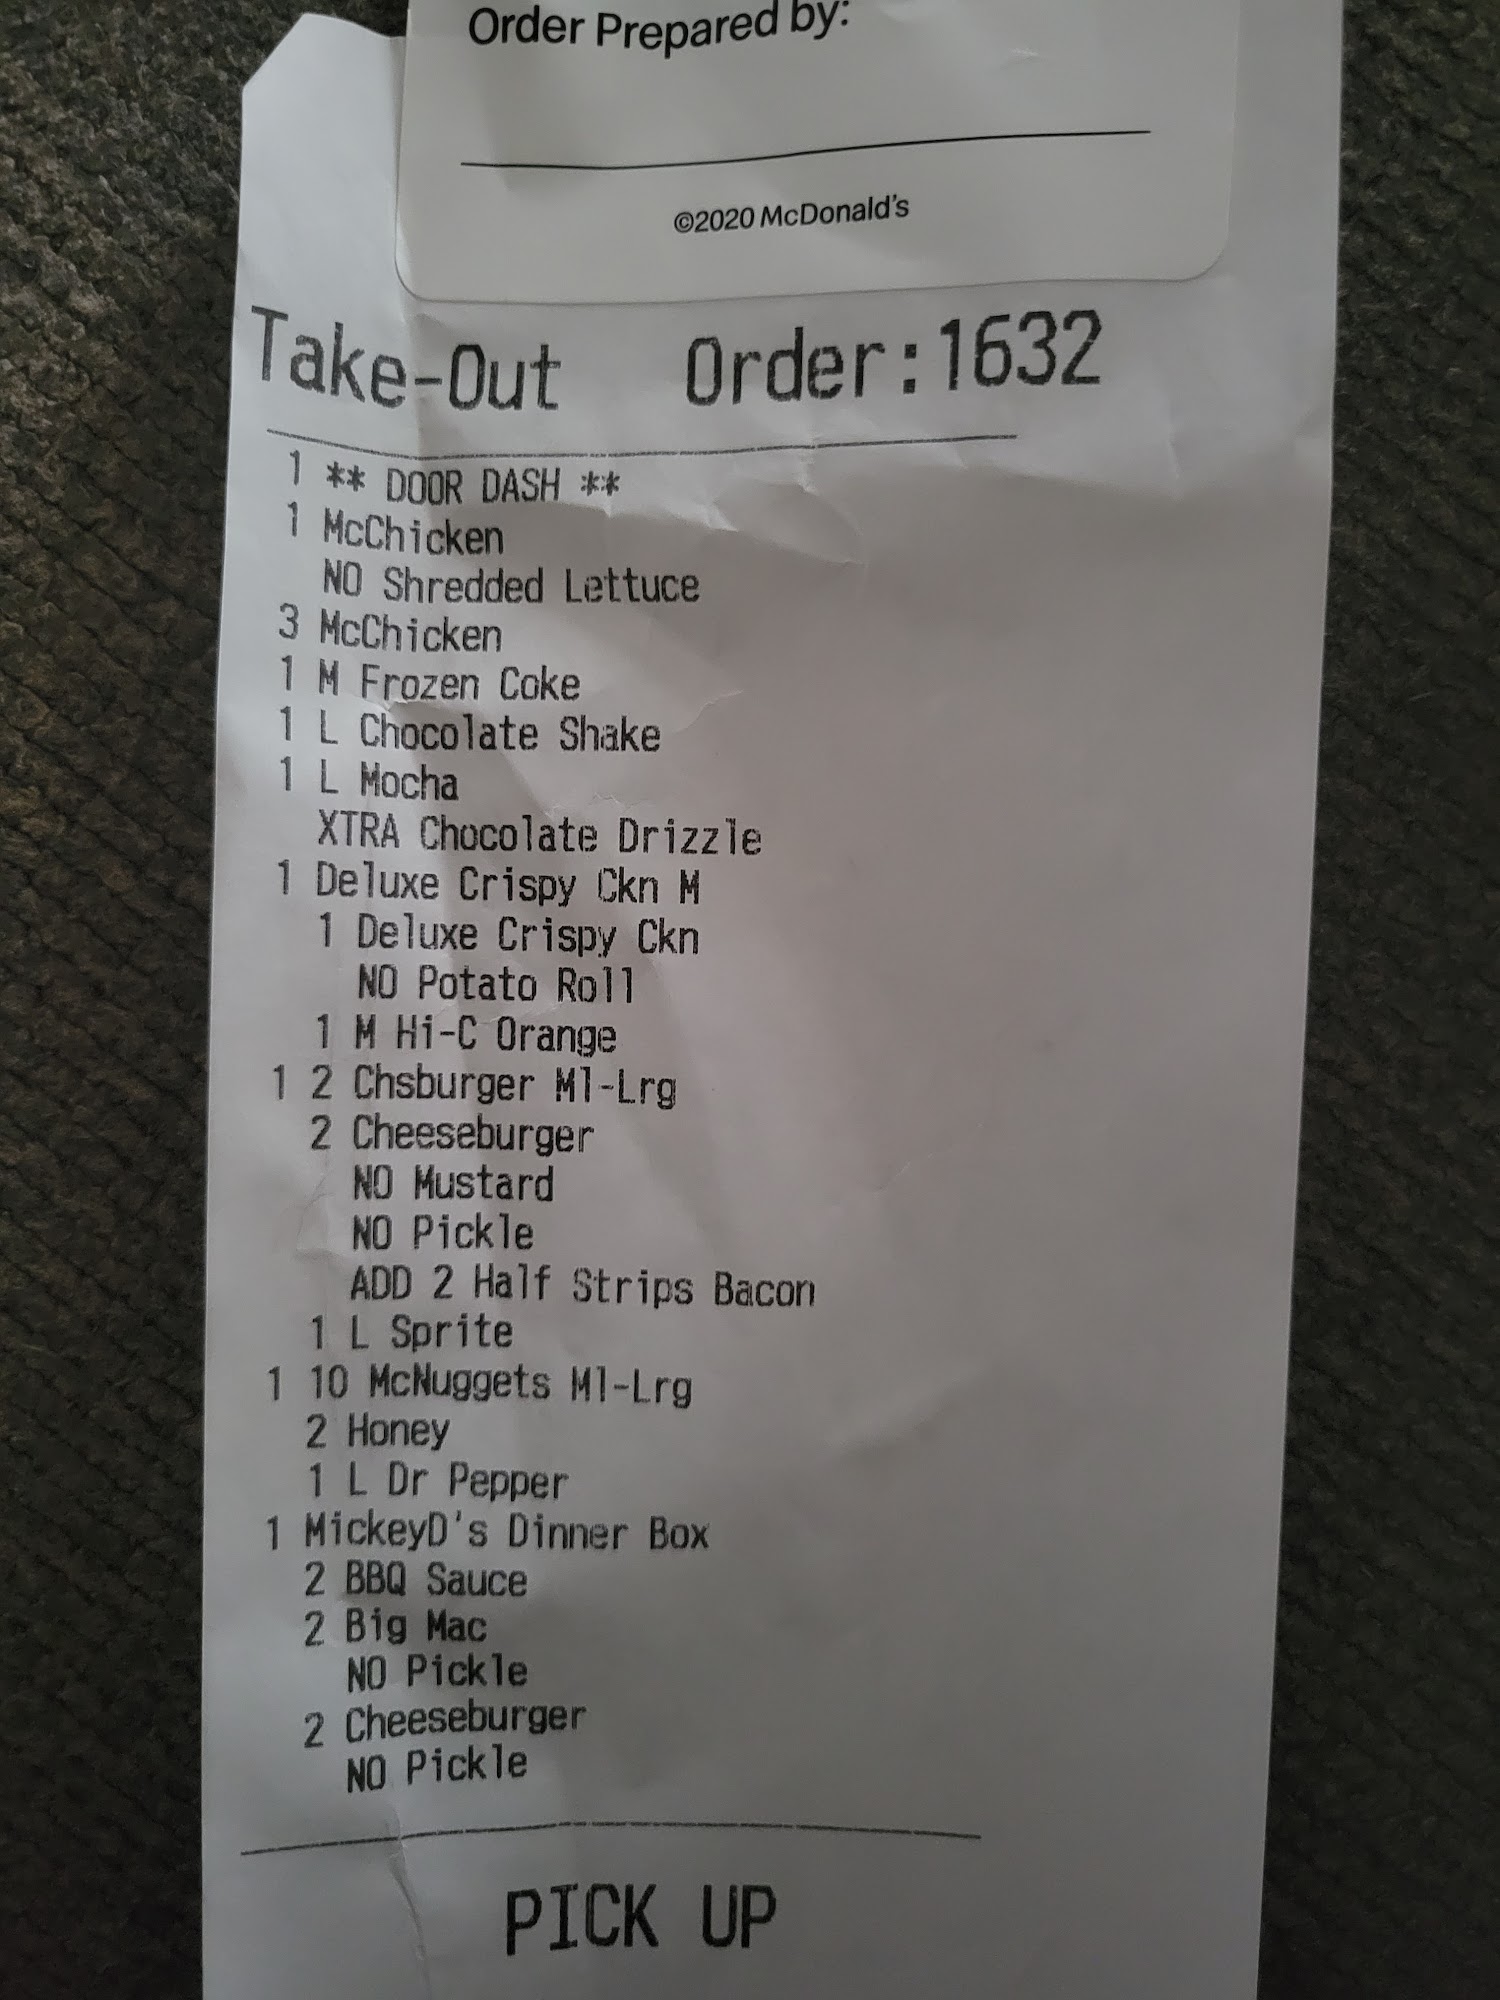 Order Prepared by:
©2020 McDonald's
Take-Out Order:1632
1 ** DOOR DASH **
1 McChicken
NO Shredded Lettuce
3 McChicken
1 M Frozen Coke
1 L Chocolate Shake
1 L Mocha
XTRA Chocolate Drizzle
1 Deluxe Crispy Ckn M
1 Deluxe Crispy Ckn
NO Potato Roll
1 M Hi-C Orange
1 2 Chsburger Ml-Lrg
2 Cheeseburger
NO Mustard
NO Pickle
ADD 2 Half Strips Bacon
1 L Sprite
1 10 McNuggets Ml-Lrg
2 Honey
1 L Dr Pepper
1 MickeyD's Dinner Box
2 BBQ Sauce
2 Big Mac
NO Pickle
2 Cheeseburger
NO Pickle
PICK UP